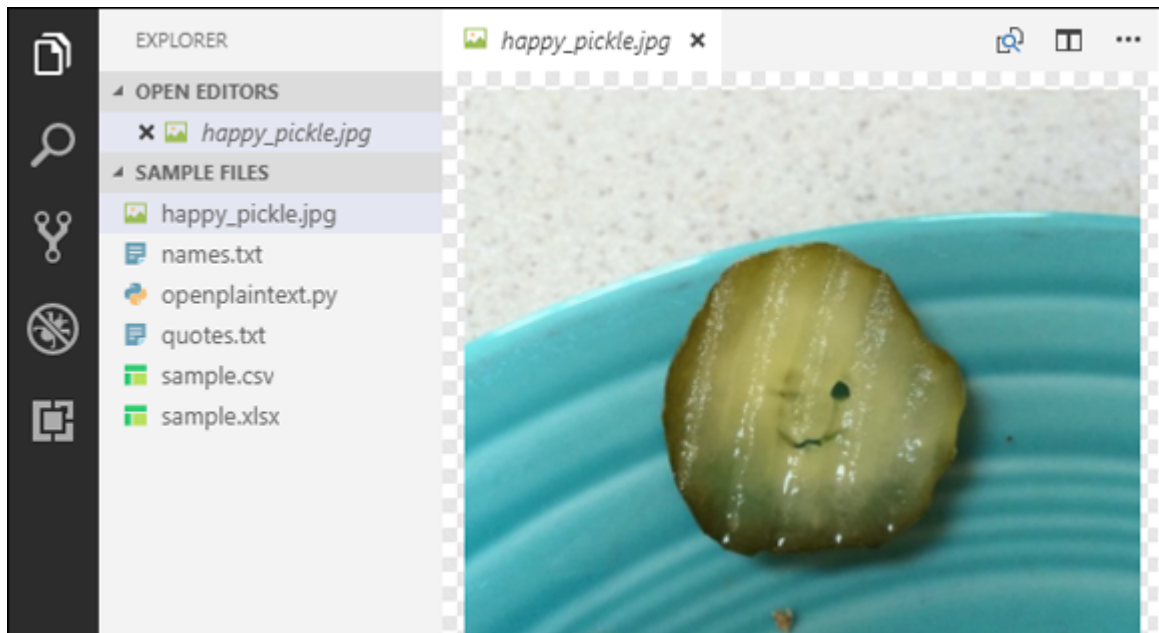 EXPLORER
OPEN EDITORS
happy_pickle.jpg
SAMPLE FILES
happy_pickle.jpg
names.txt
openplaintext.py
quotes.txt
sample.csv
sample.xlsx
happy_pickle.jpg